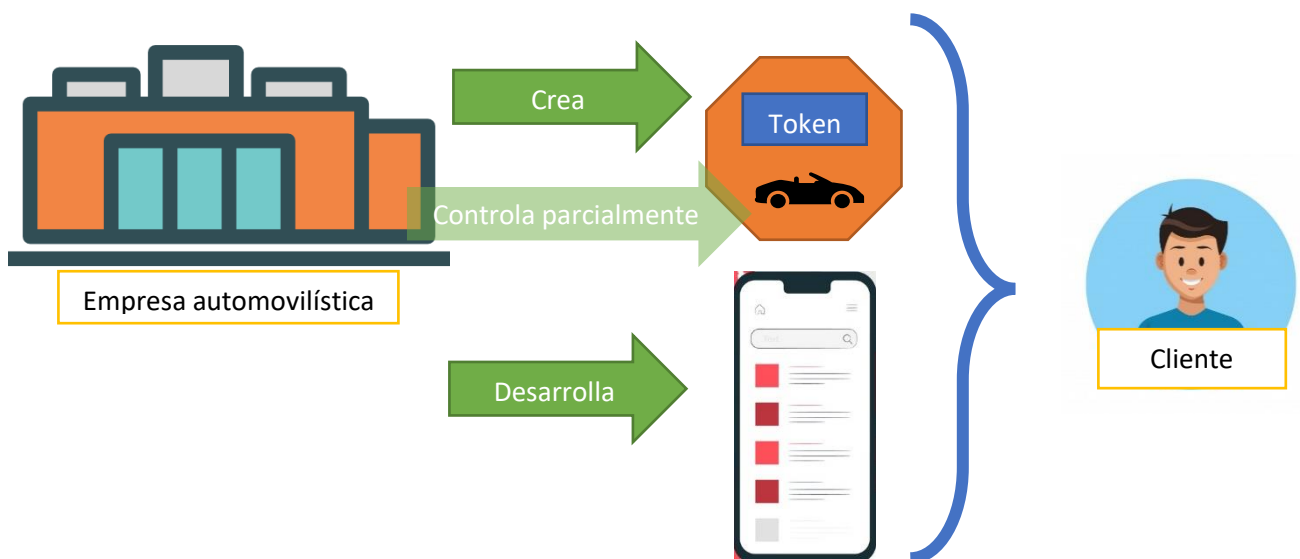 Crea
Token
Controla parcialmente
Empresa automovilística
Desarrolla
Cliente